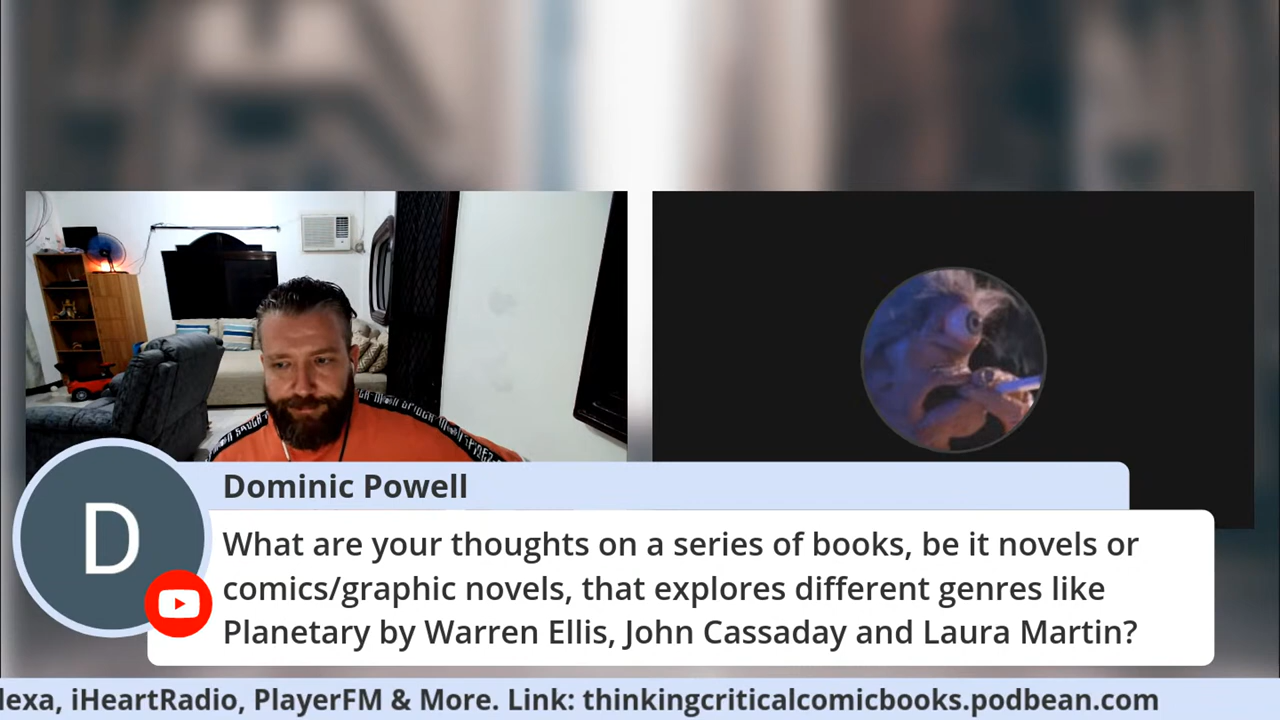 Dominic Powell
D
What are your thoughts on a series of books, be it novels or
comics/graphic novels, that explores different genres like
Planetary by Warren Ellis, John Cassaday and Laura Martin?
lexa, iHeartRadio, PlayerFM & More. Link: thinkingcriticalcomicbooks.podbean.com